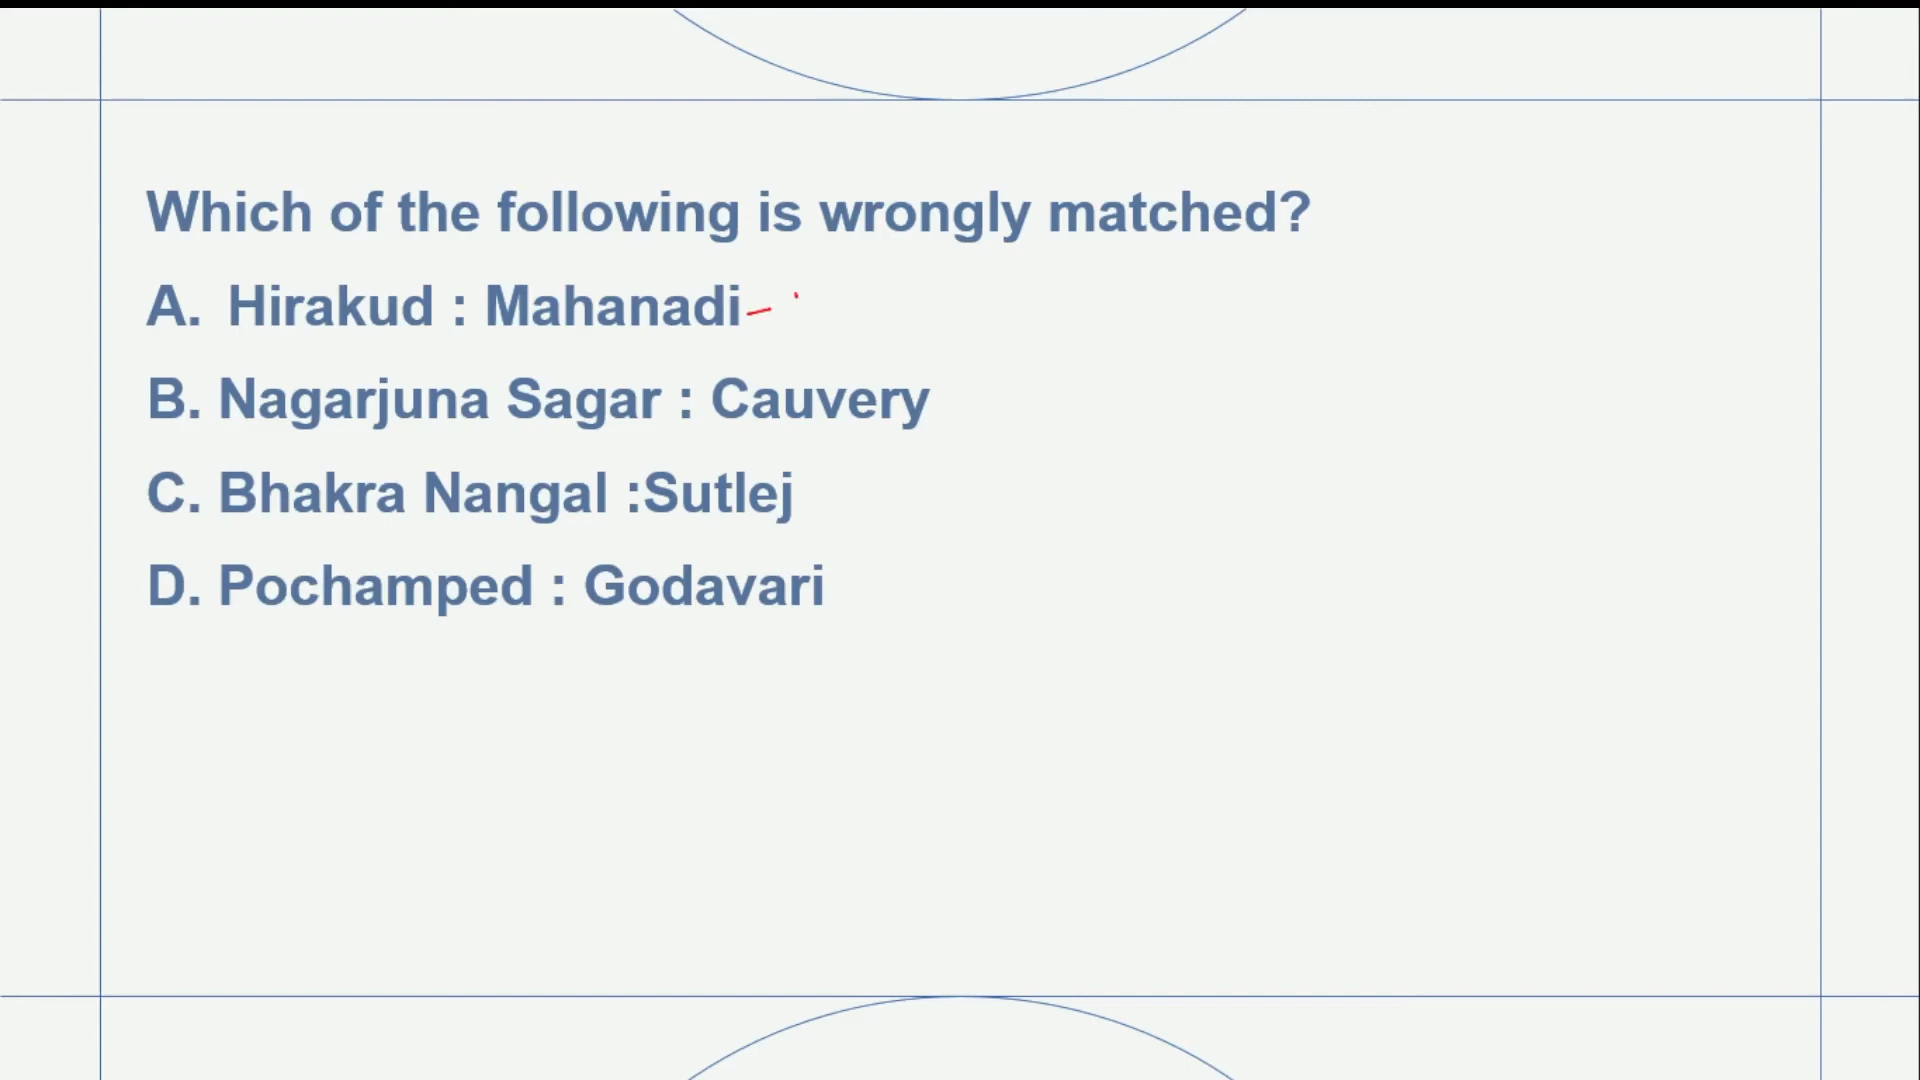 Which of the following is wrongly matched?
A. Hirakud : Mahanadi
B. Nagarjuna Sagar : Cauvery
C. Bhakra Nangal :Sutlej
D. Pochamped : Godavari